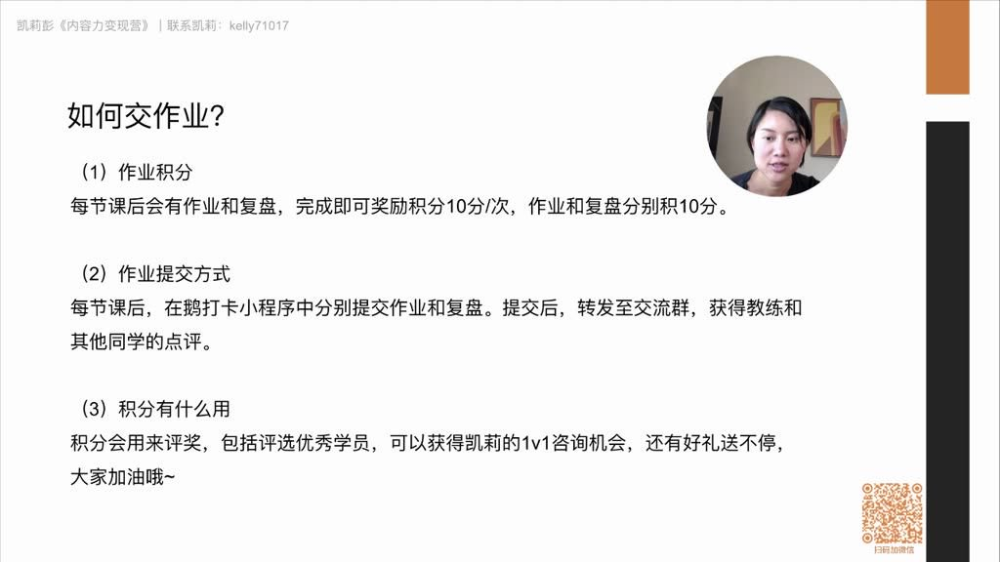 凯莉彭《内容力变现营》｜联系凯莉：kelly71017
如何交作业？
（1）作业积分
每节课后会有作业和复盘，完成即可奖励积分10分/次，作业和复盘分别积10分。
（2）作业提交方式
每节课后，在鹅打卡小程序中分别提交作业和复盘。提交后，转发至交流群，获得教练和
其他同学的点评。
（3）积分有什么用
积分会用来评奖，包括评选优秀学员，可以获得凯莉的1v1咨询机会，还有好礼送不停，
大家加油哦~
扫码加微信